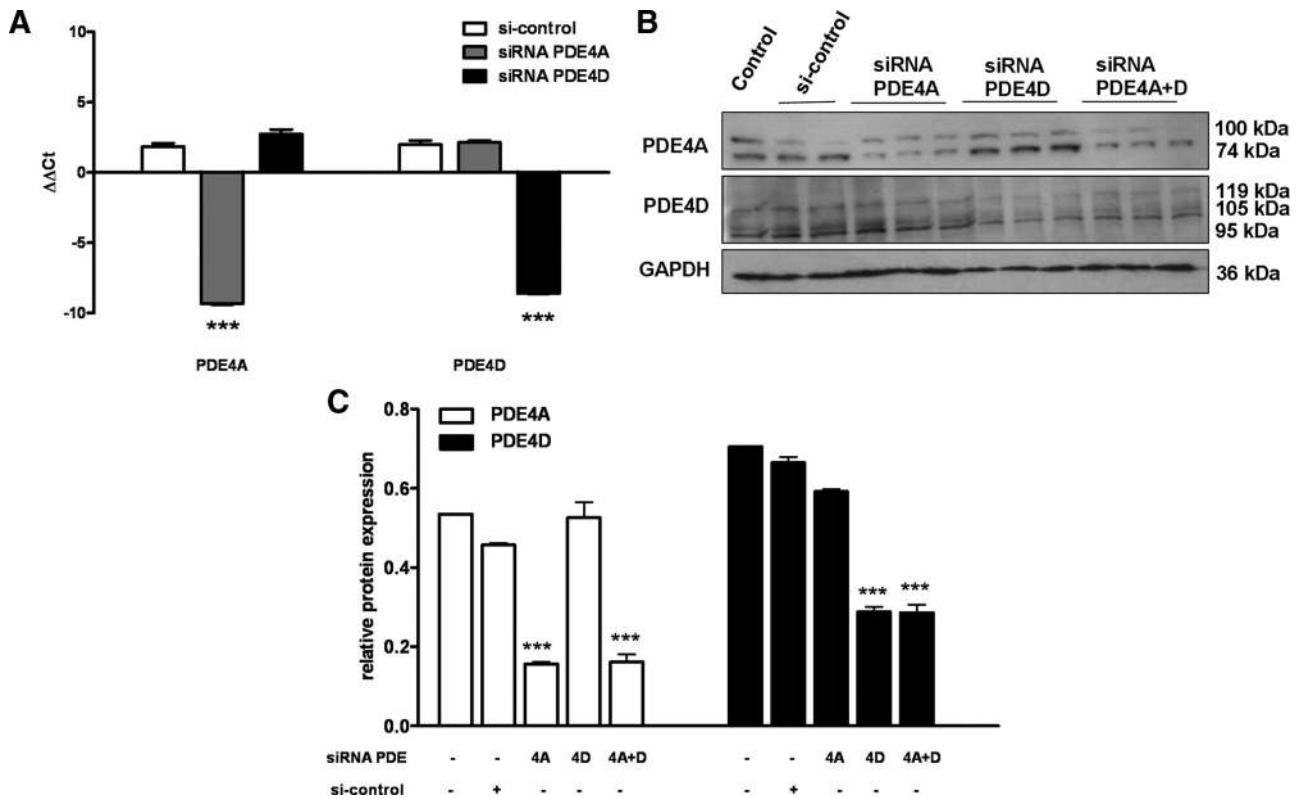 A
10
5
0
-5
-10
ΔΔCt
si-control
siRNA PDE4A
siRNA PDE4D
***
***
PDE4A
PDE4D
B
Control
si-control
siRNA PDE4A
siRNA PDE4D
siRNA PDE4A+D
PDE4A
100 kDa
74 kDa
PDE4D
119 kDa
105 kDa
95 kDa
GAPDH
36 kDa
C
0.8
0.6
0.4
0.2
0.0
relative protein expression
PDE4A
PDE4D
***
***
***
***
siRNA PDE - - 4A 4D 4A+D - - 4A 4D 4A+D
si-control - + - - - - + - - -